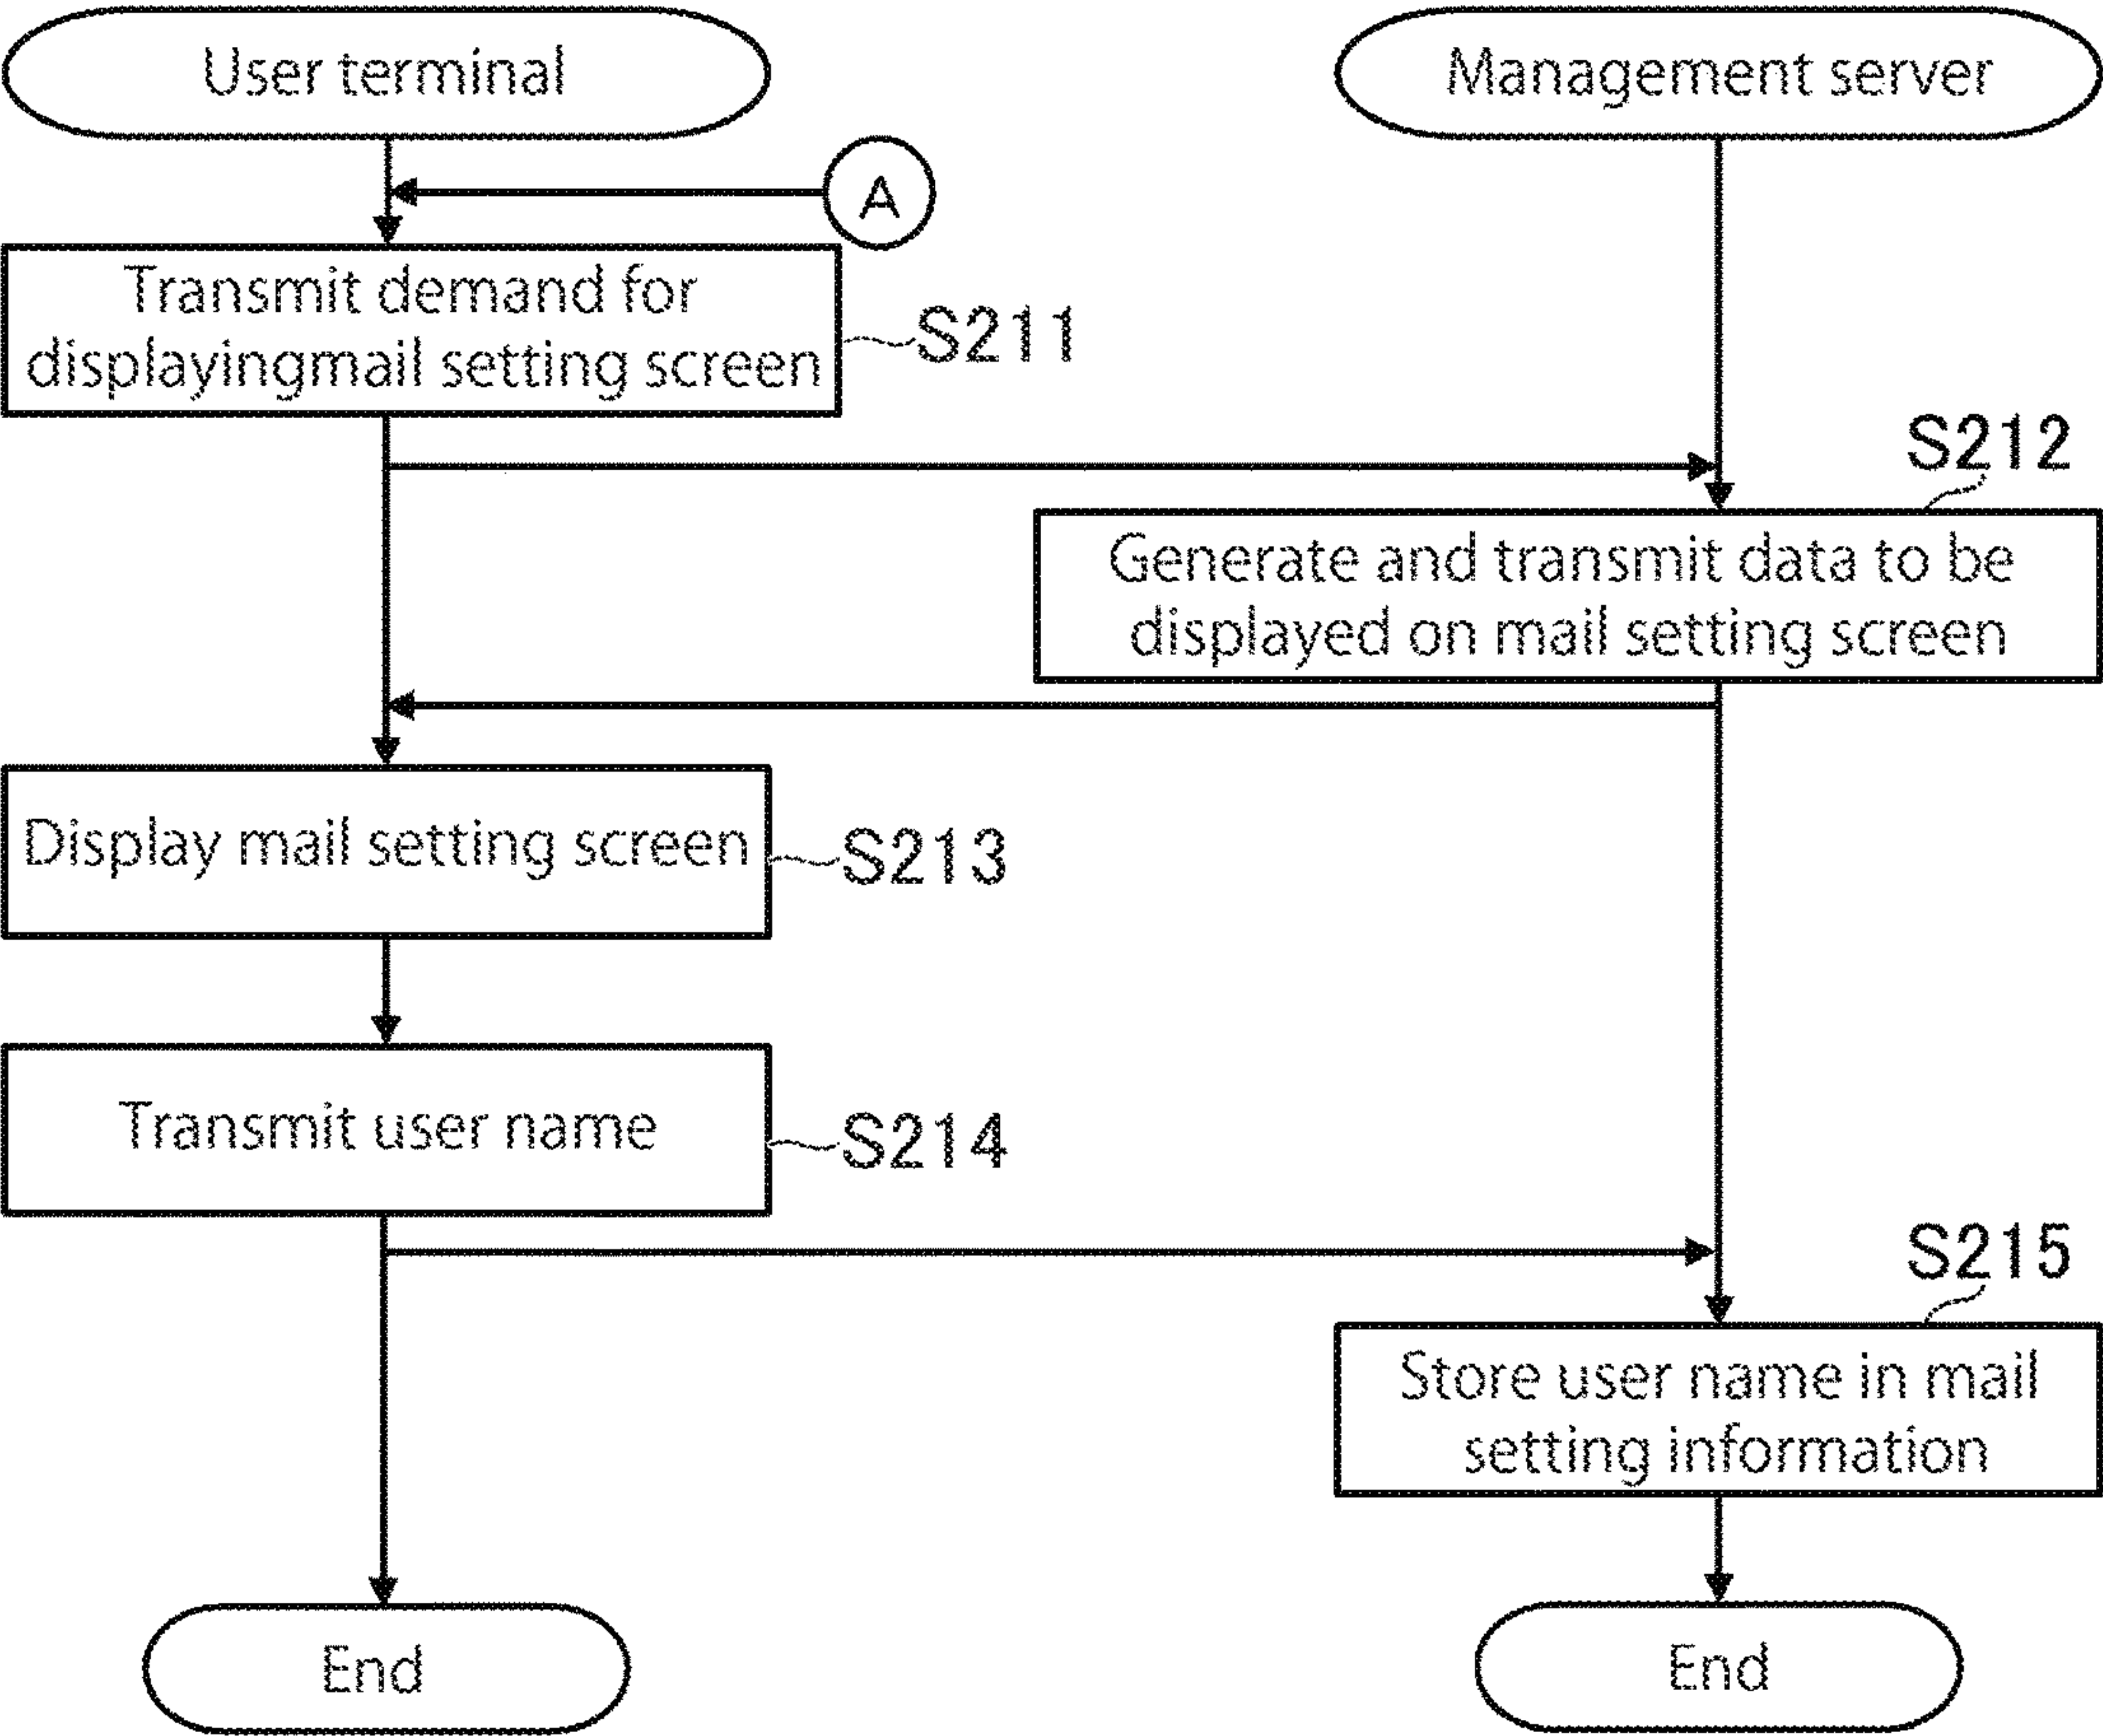 User terminal
Management server
A
Transmit demand for
displayingmail setting screen
S211
S212
Generate and transmit data to be
displayed on mail setting screen
Display mail setting screen
S213
Transmit user name
S214
S215
Store user name in mail
setting information
End
End